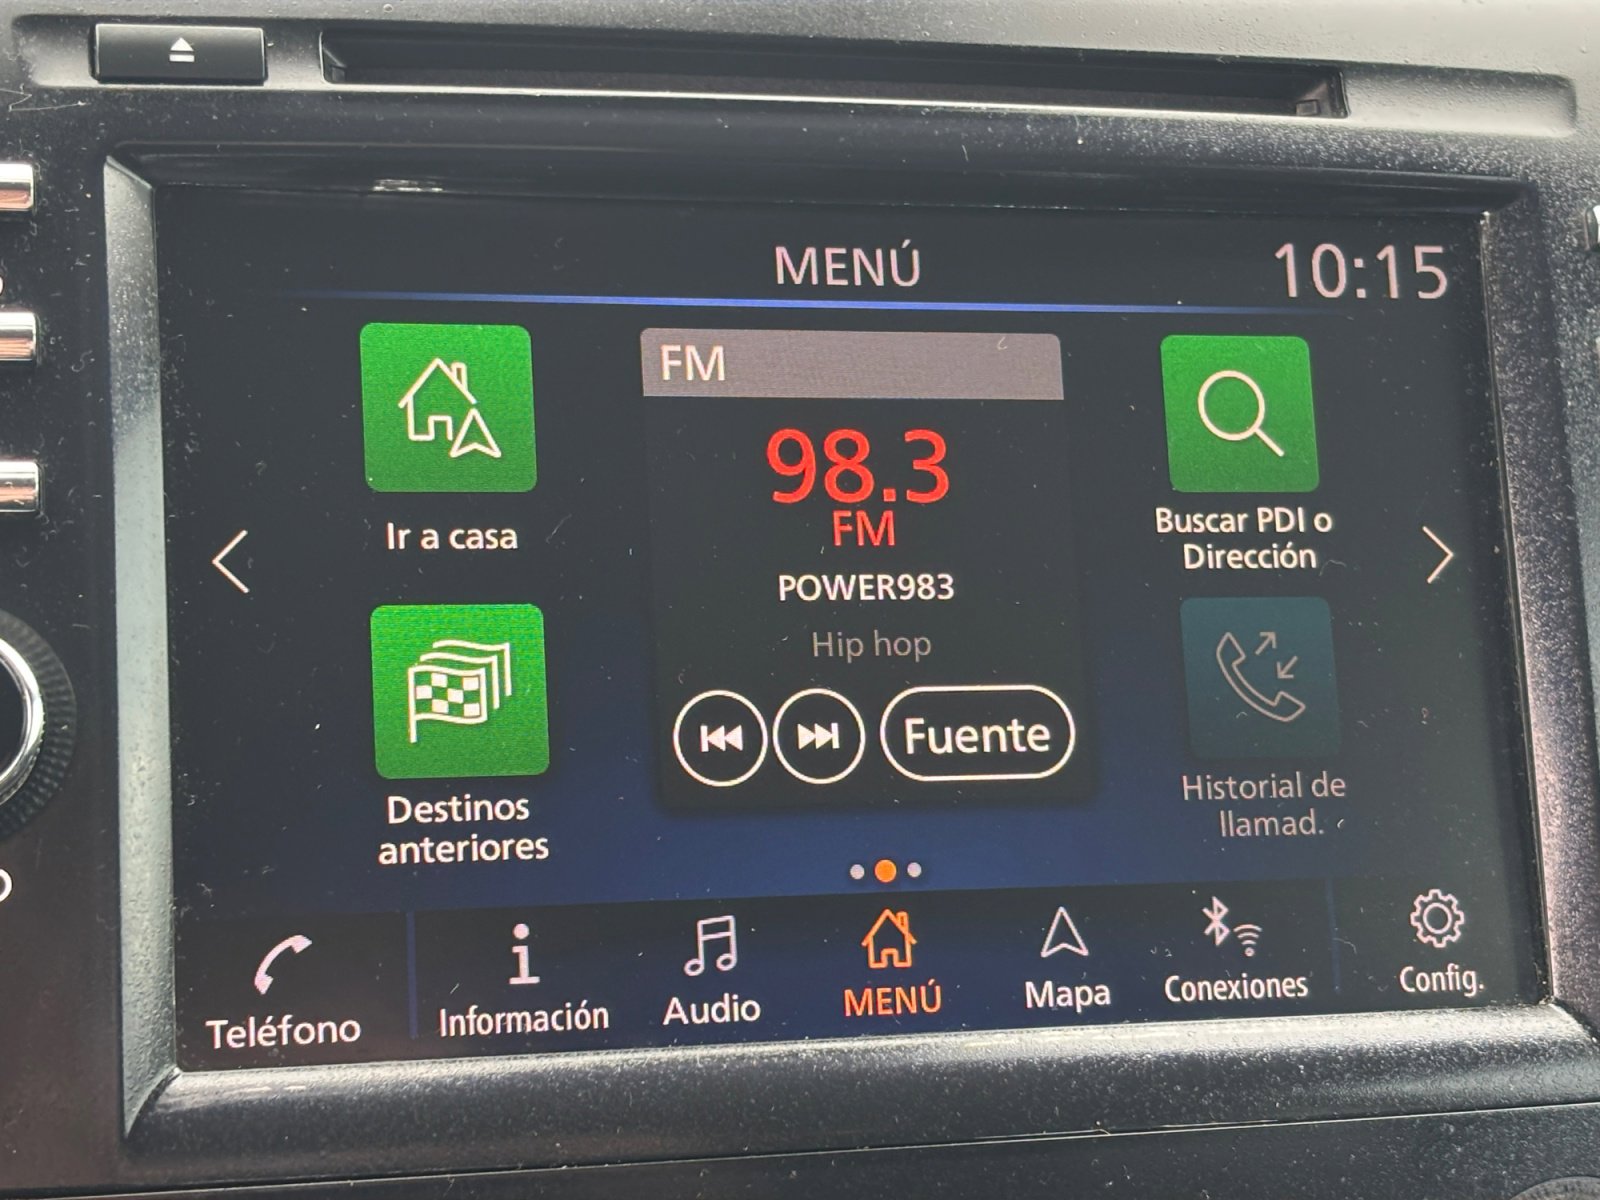 MENÚ
10:15
FM
98.3
FM
POWER983
Hip hop
Fuente
Ir a casa
Destinos
anteriores
Buscar PDI o
Dirección
Historial de
llamad.
Teléfono
Información
Audio
MENÚ
Mapa
Conexiones
Config.